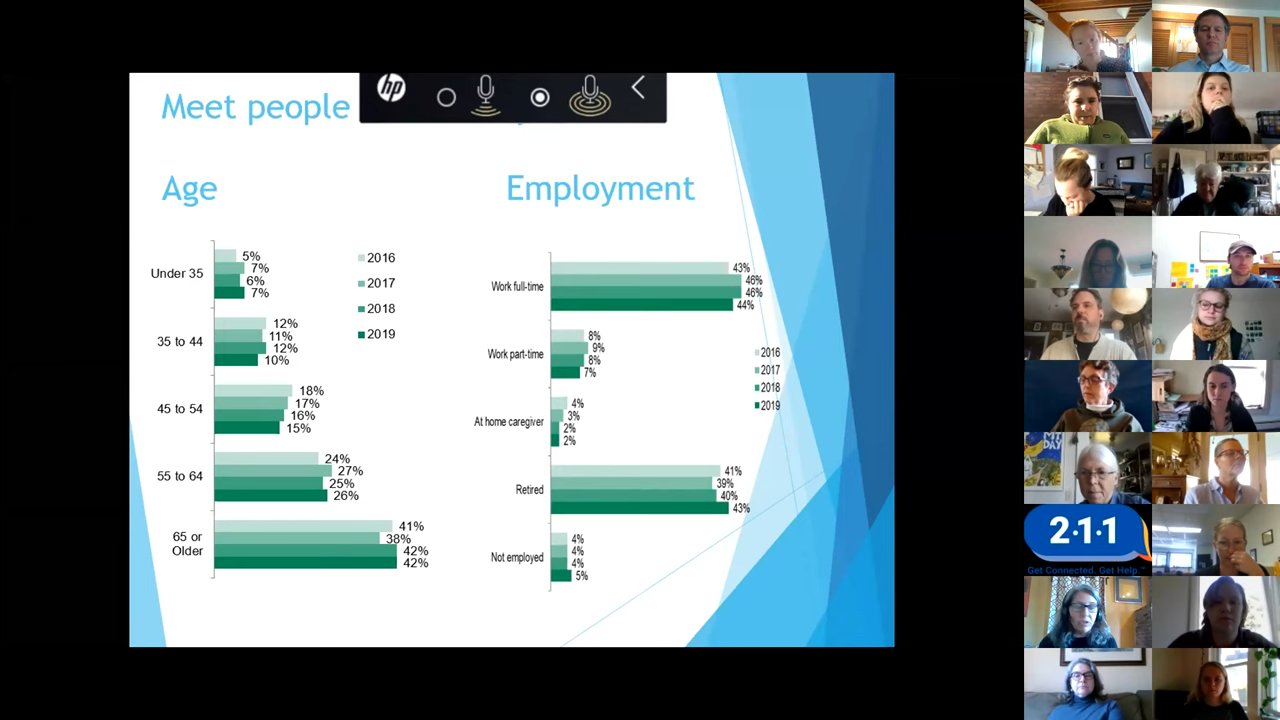 Meet people
hp
Age
Employment
2016
2017
2018
2019
Under 35
5%
7%
6%
7%
35 to 44
12%
11%
12%
10%
45 to 54
18%
17%
16%
15%
55 to 64
24%
27%
25%
26%
65 or
Older
41%
38%
42%
42%
Work full-time
43%
46%
46%
44%
Work part-time
8%
9%
8%
7%
At home caregiver
4%
3%
2%
2%
Retired
41%
39%
40%
43%
Not employed
4%
4%
4%
5%
2016
2017
2018
2019
DAY
2·1·1
Get Connected. Get Help.™